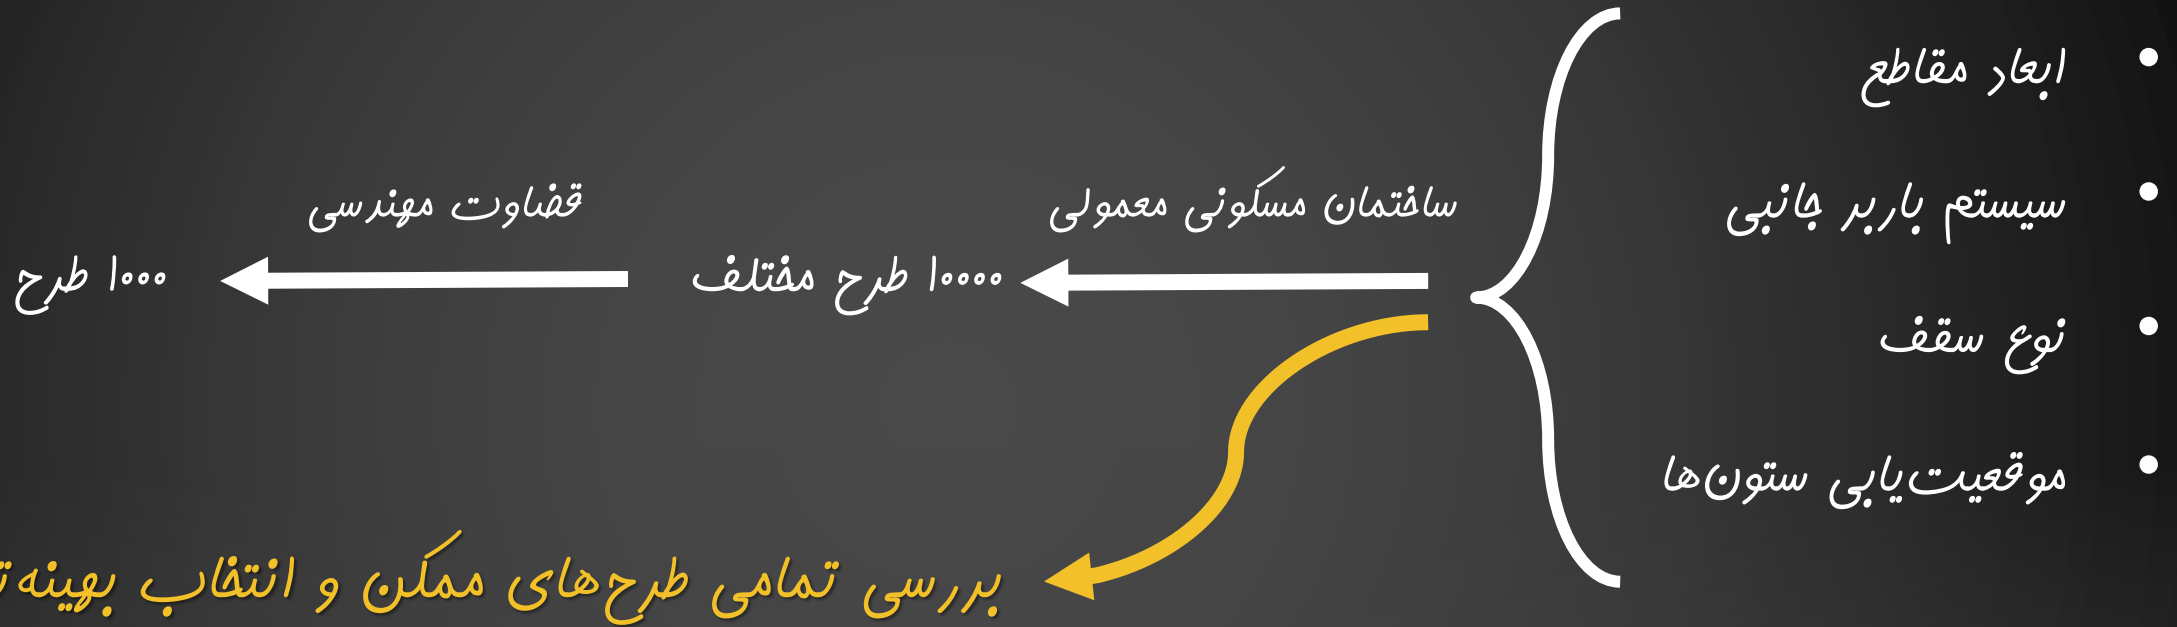 • ابعاد مقاطع
• سیستم باربر جانبی
• نوع سقف
• موقعیت‌یابی ستون‌ها
ساختمان مسکونی معمولی
۱۰۰۰۰ طرح مختلف
قضاوت مهندسی
۱۰۰۰ طرح
بررسی تمامی طرح‌های ممکن و انتخاب